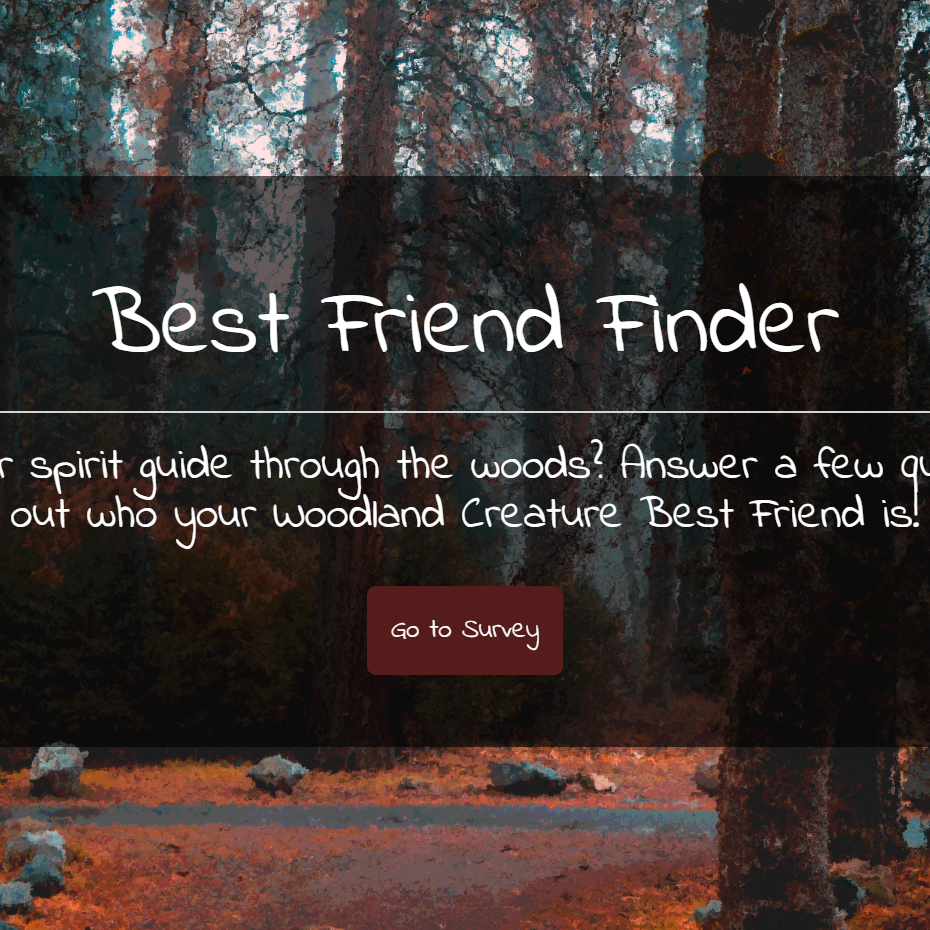 Best Friend Finder
spirit guide through the woods? Answer a few
out who your Woodland Creature Best Friend is!
Go to Survey